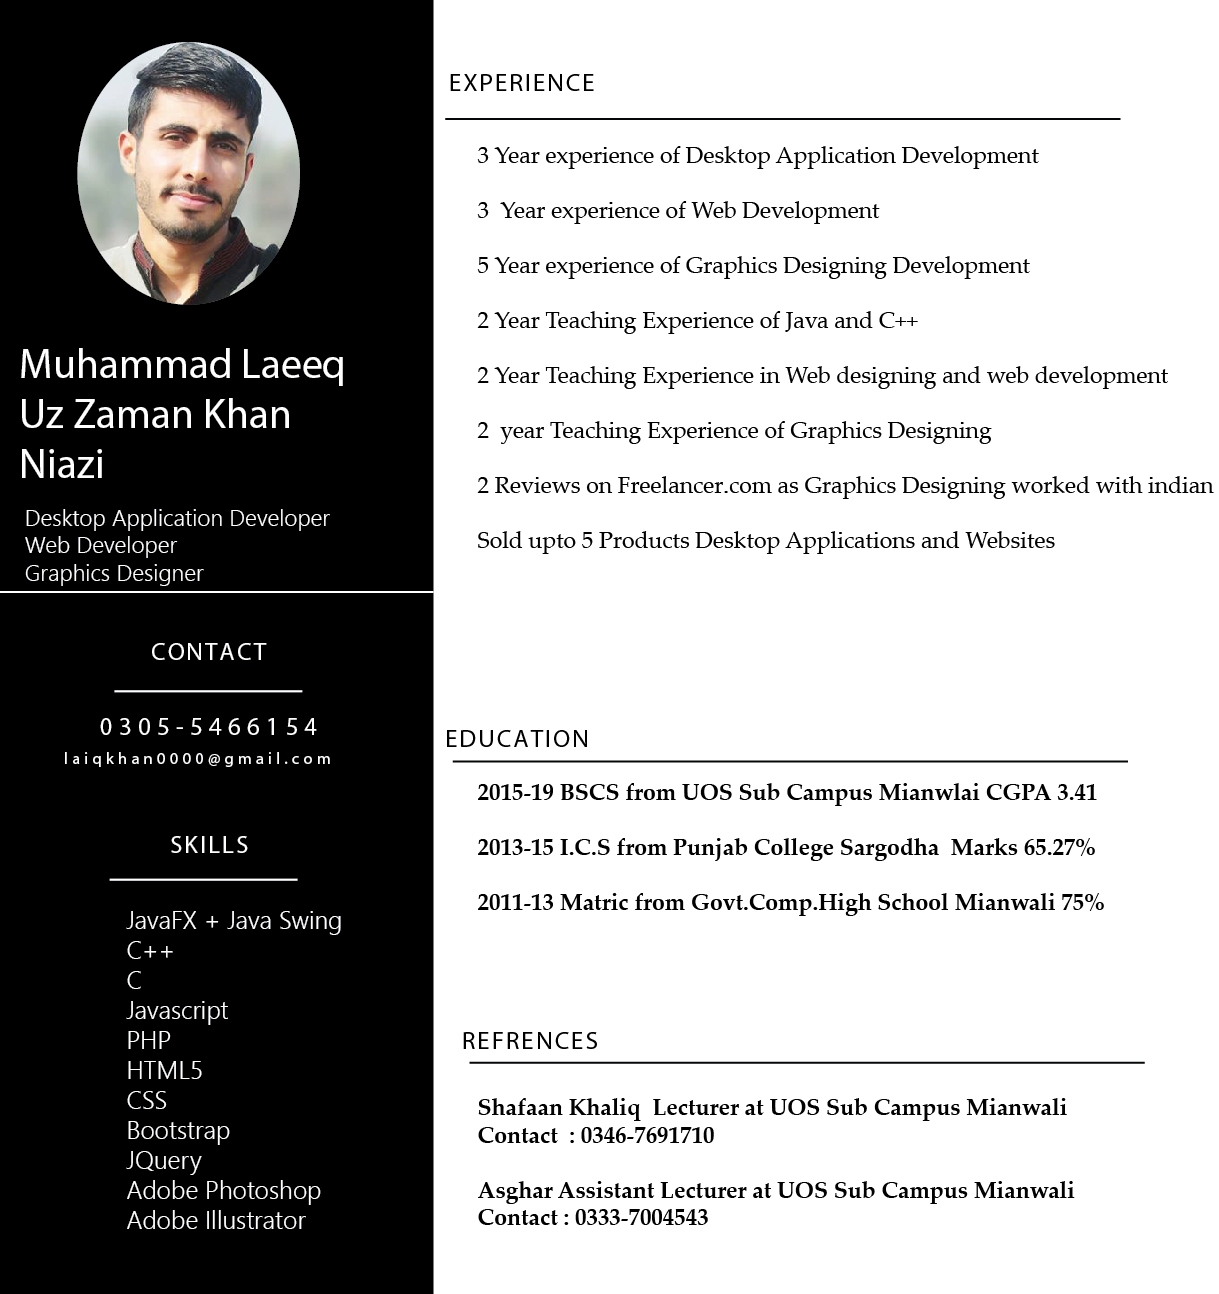 Muhammad Laeeq
Uz Zaman Khan
Niazi
Desktop Application Developer
Web Developer
Graphics Designer
CONTACT
0305-5466154
laiqkhan0000@gmail.com
SKILLS
JavaFX + Java Swing
C++
C
Javascript
PHP
HTML5
CSS
Bootstrap
JQuery
Adobe Photoshop
Adobe Illustrator
EXPERIENCE
3 Year experience of Desktop Application Development
3 Year experience of Web Development
5 Year experience of Graphics Designing Development
2 Year Teaching Experience of Java and C++
2 Year Teaching Experience in Web designing and web development
2 year Teaching Experience of Graphics Designing
2 Reviews on Freelancer.com as Graphics Designing worked with indian
Sold upto 5 Products Desktop Applications and Websites
EDUCATION
2015-19 BSCS from UOS Sub Campus Mianwlai CGPA 3.41
2013-15 I.C.S from Punjab College Sargodha Marks 65.27%
2011-13 Matric from Govt.Comp.High School Mianwali 75%
REFRENCES
Shafaan Khaliq Lecturer at UOS Sub Campus Mianwali
Contact : 0346-7691710
Asghar Assistant Lecturer at UOS Sub Campus Mianwali
Contact : 0333-7004543